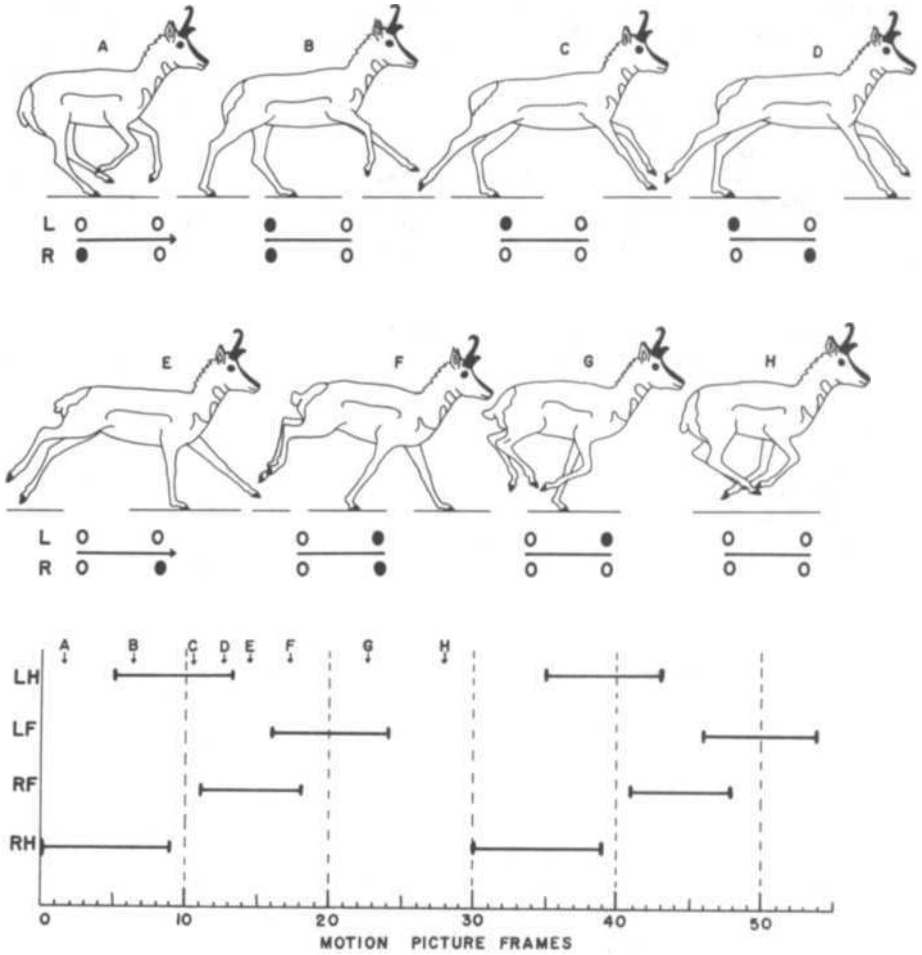 A B C D
L O O O O O
R O O O O O
E F G H
L O O O O
R O O O O O O
A B C D E F G H
LH
LF
RF
RH
0 10 20 30 40 50
MOTION PICTURE FRAMES